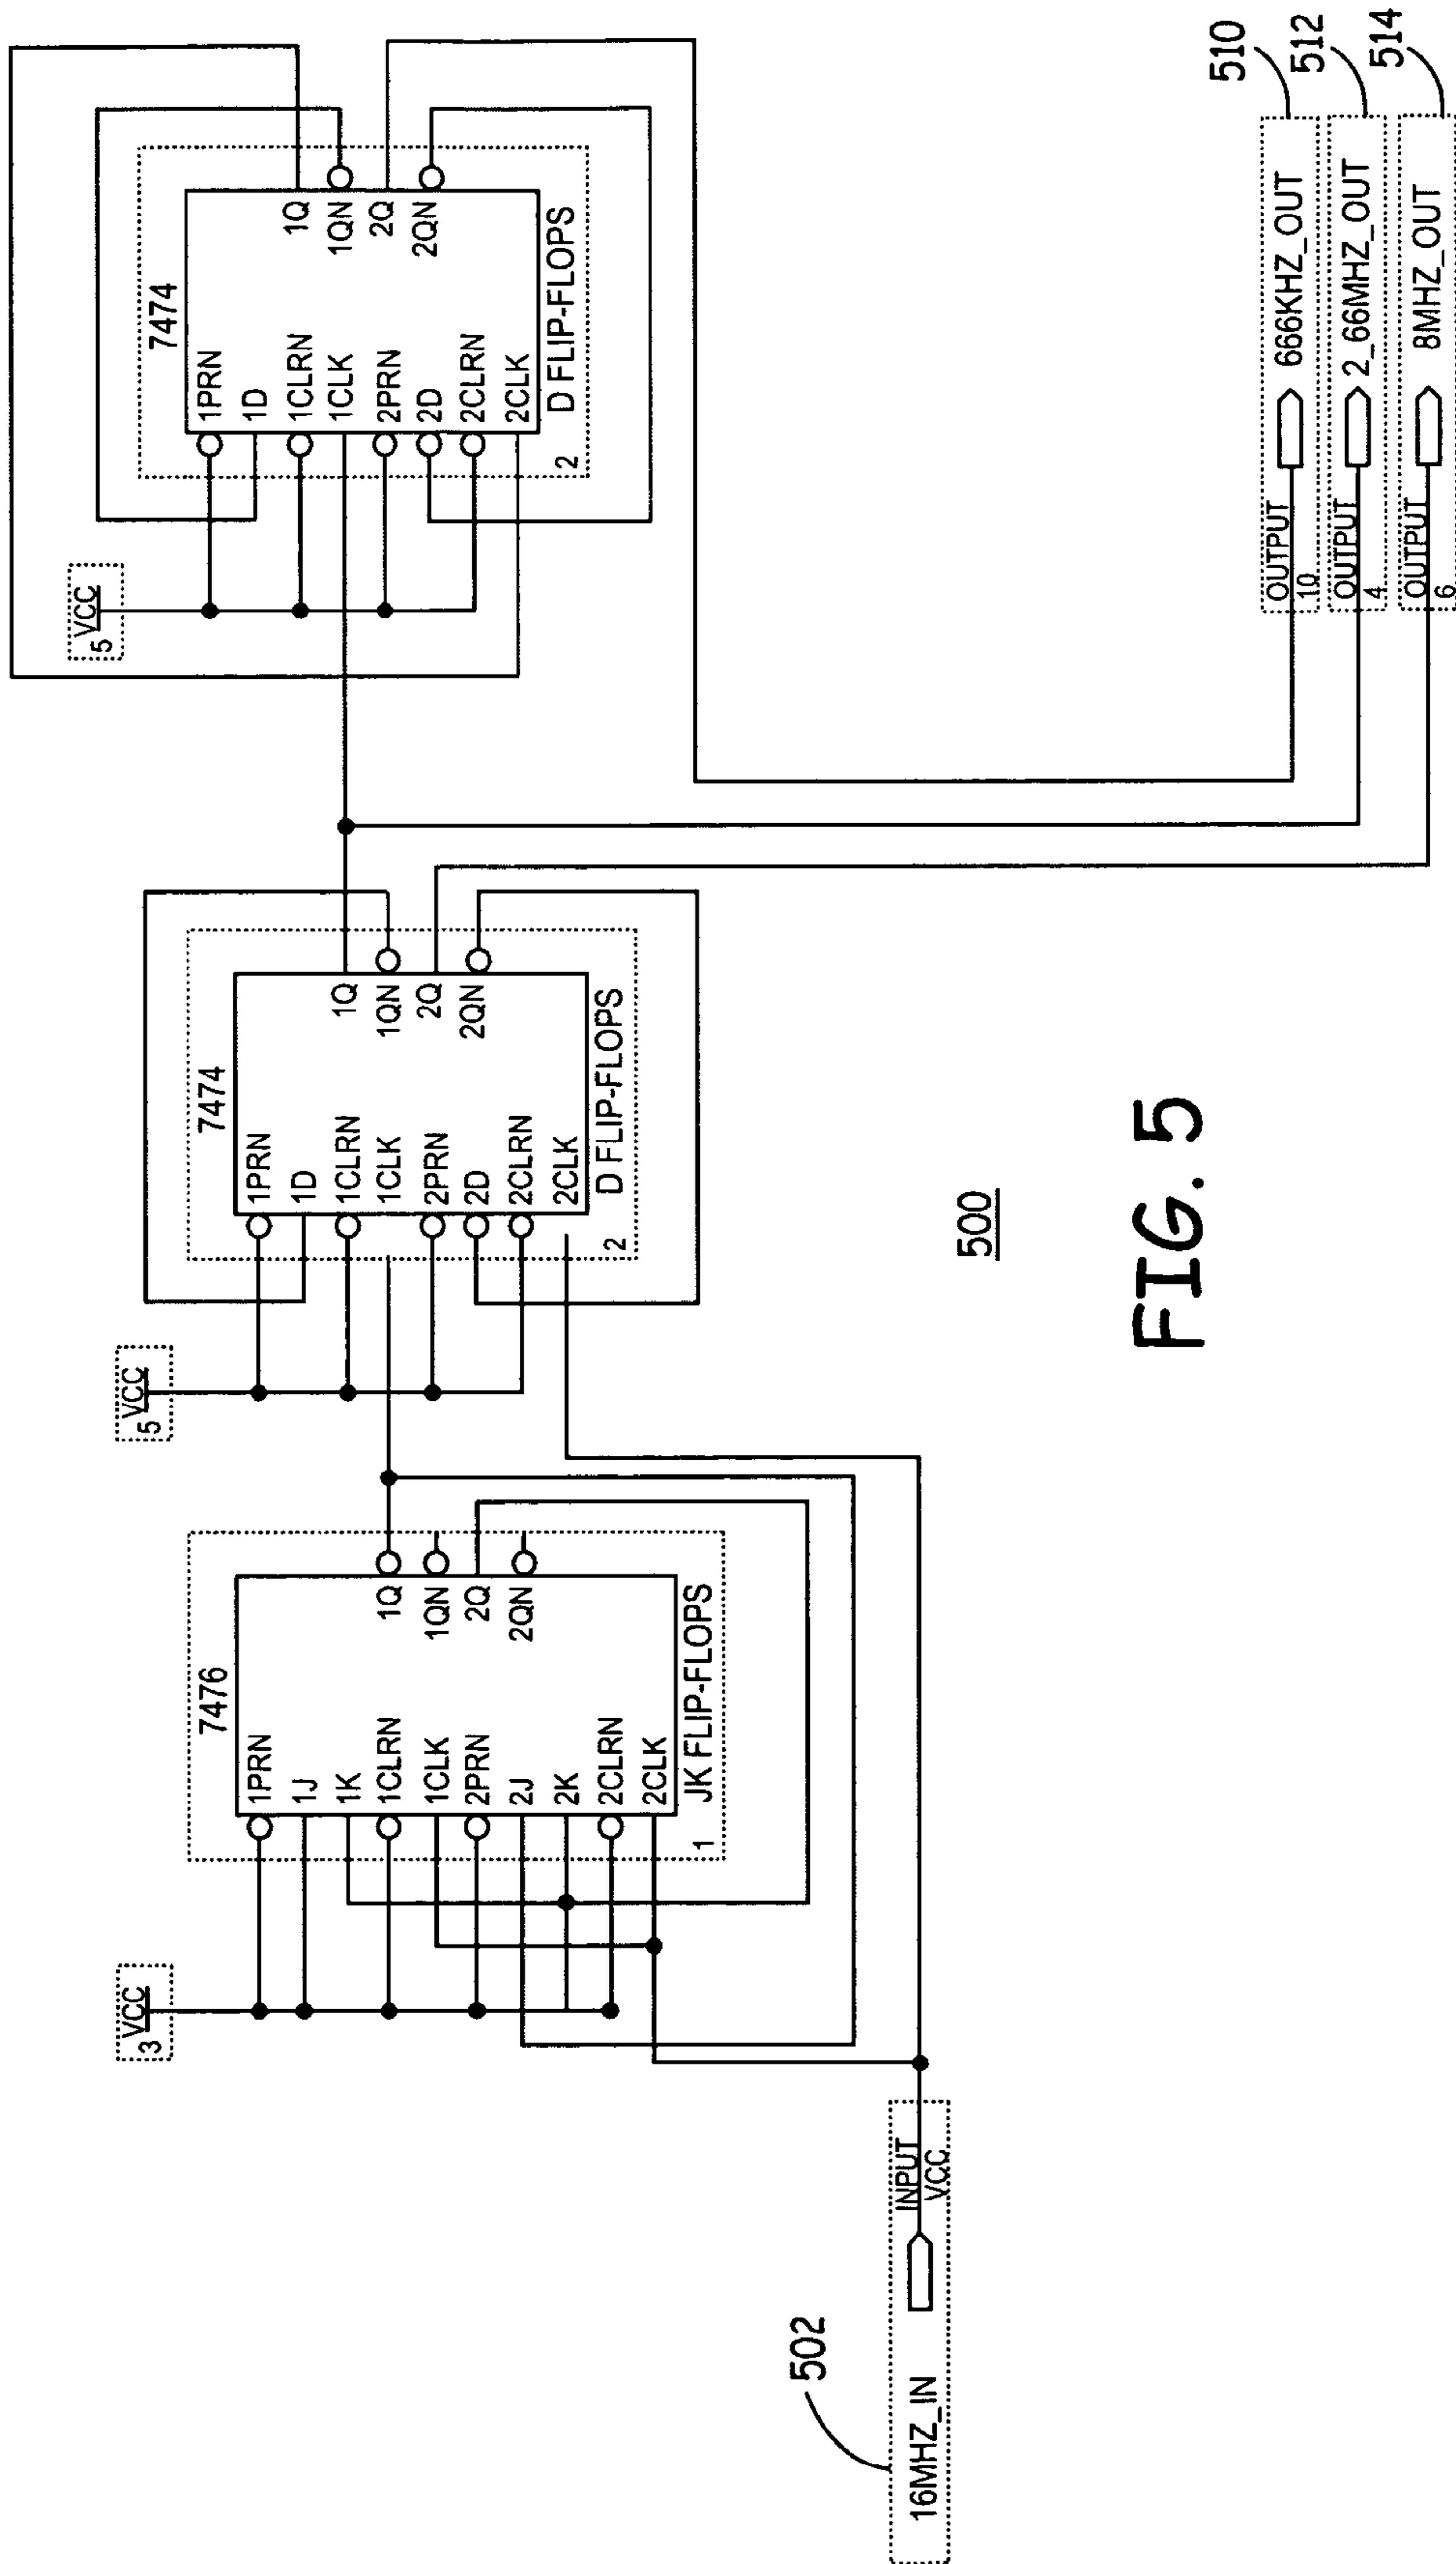 16MHZ_IN
INPUT
VCC
502
VCC
3
7476
1PRN
1J
1K
1CLRN
1CLK
2PRN
2J
2K
2CLRN
2CLK
1Q
1QN
2Q
2QN
JK FLIP-FLOPS
1
VCC
5
7474
1PRN
1D
1CLRN
1CLK
2PRN
2D
2CLRN
2CLK
1Q
1QN
2Q
2QN
D FLIP-FLOPS
2
VCC
5
7474
1PRN
1D
1CLRN
1CLK
2PRN
2D
2CLRN
2CLK
1Q
1QN
2Q
2QN
D FLIP-FLOPS
2
OUTPUT
10
666KHZ_OUT
510
OUTPUT
4
2_66MHZ_OUT
512
OUTPUT
6
8MHZ_OUT
514
500
FIG. 5